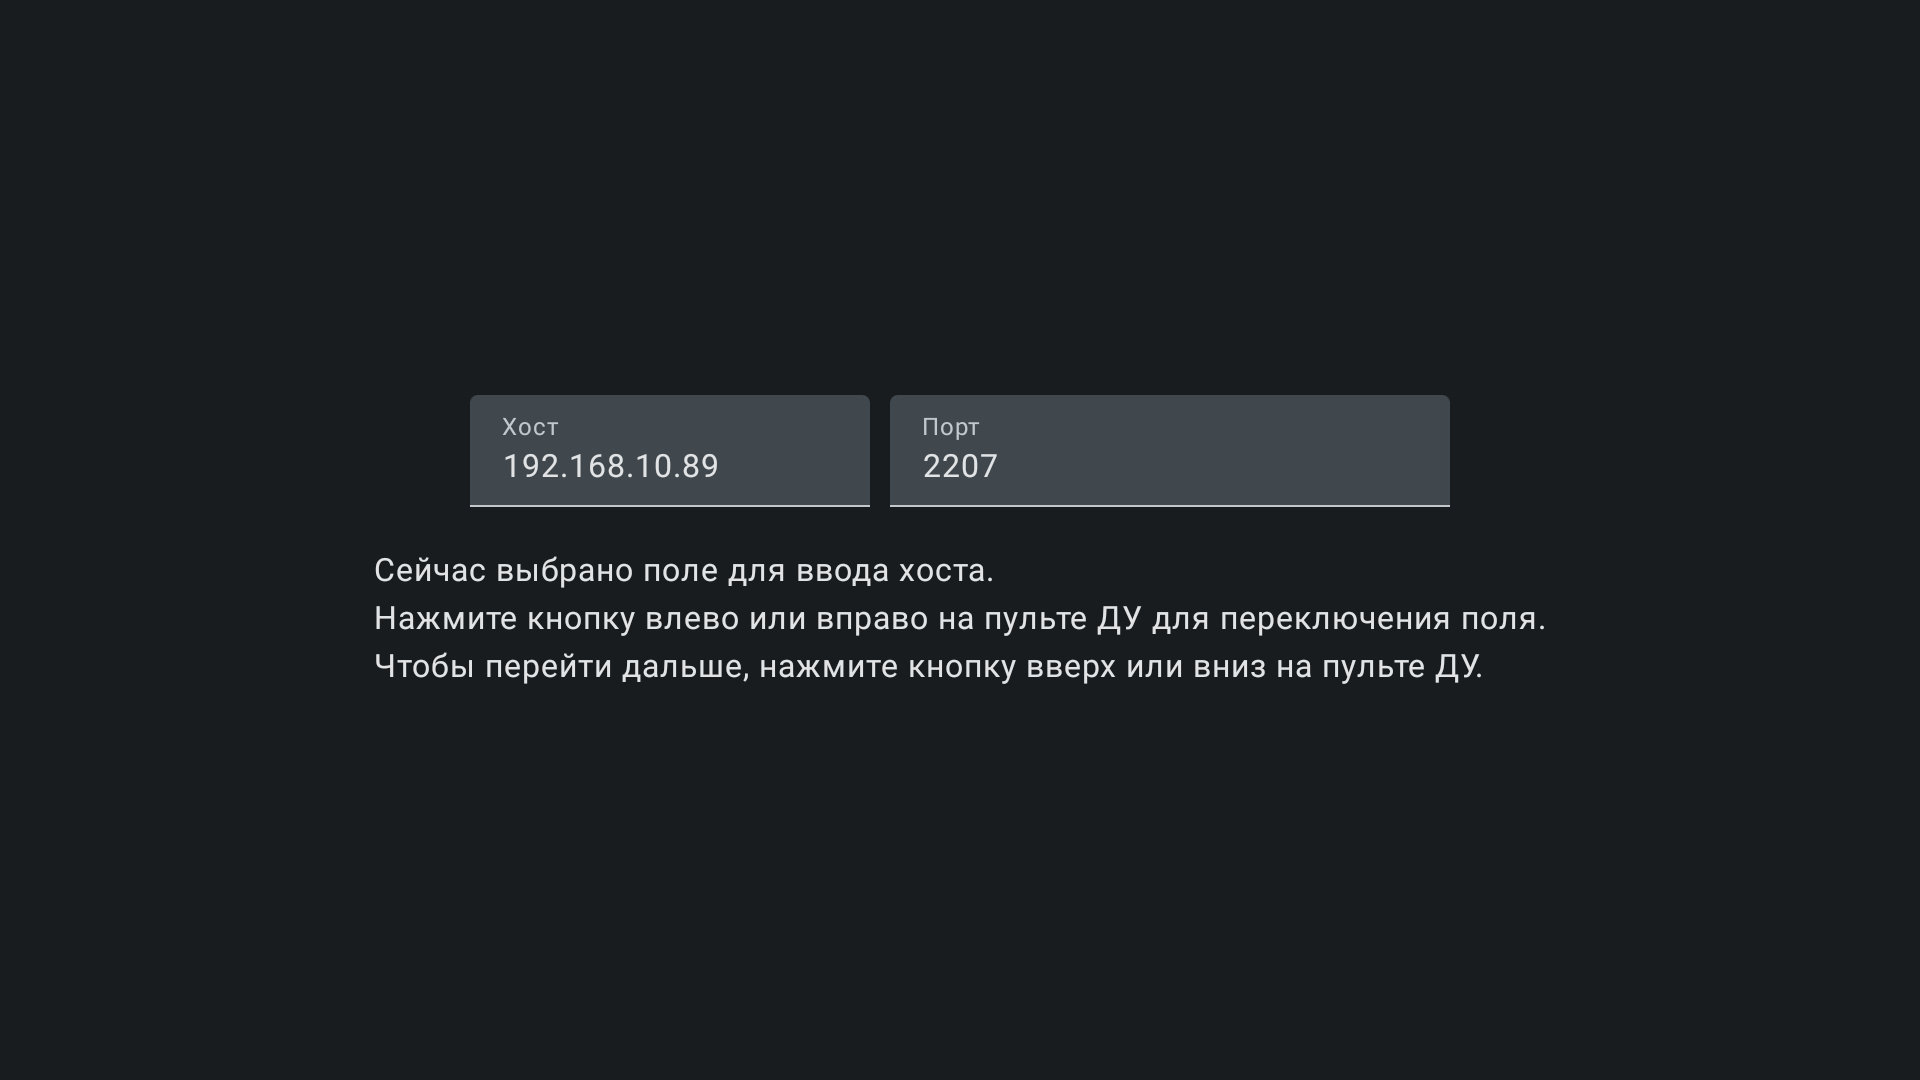 Хост
192.168.10.89
Порт
2207
Сейчас выбрано поле для ввода хоста.
Нажмите кнопку влево или вправо на пульте ДУ для переключения поля.
Чтобы перейти дальше, нажмите кнопку вверх или вниз на пульте ДУ.